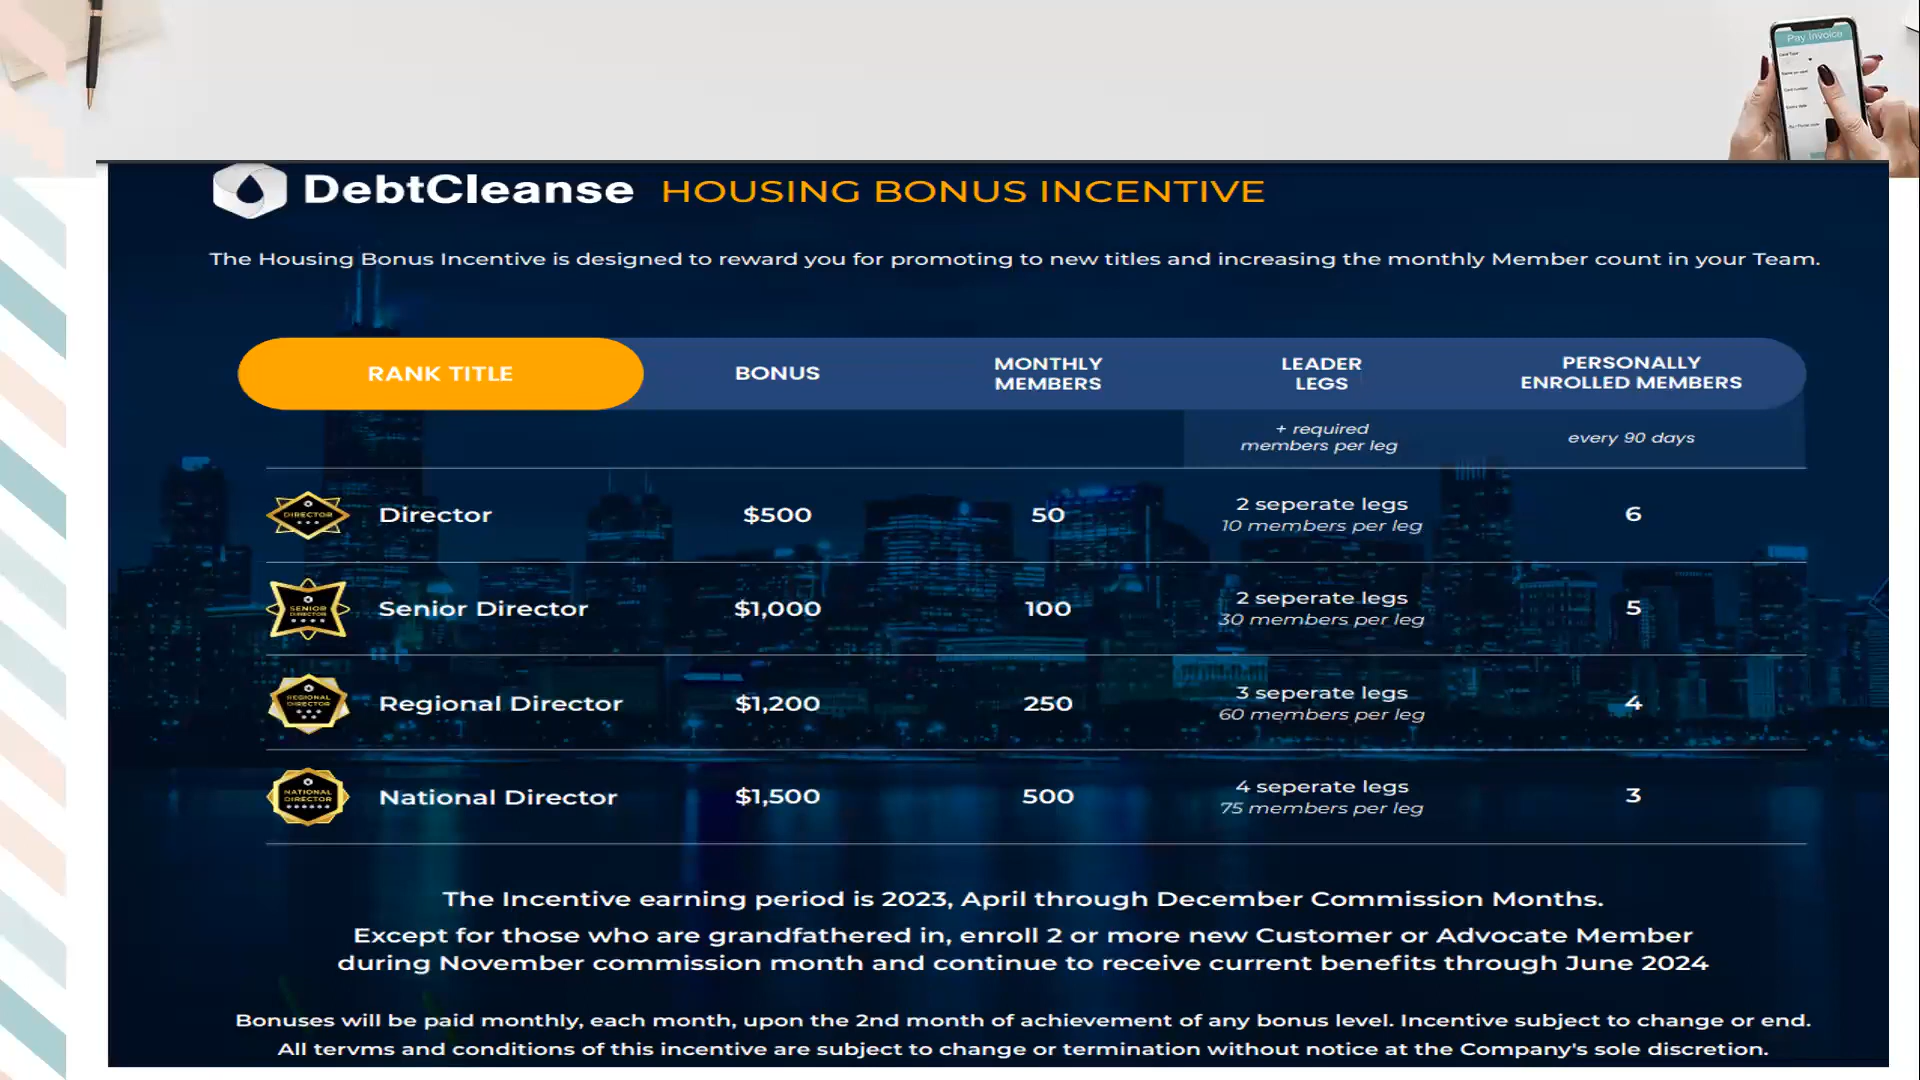 Pay Invoice
DebtCleanse HOUSING BONUS INCENTIVE
The Housing Bonus Incentive is designed to reward you for promoting to new titles and increasing the monthly Member count in your Team.
RANK TITLE
BONUS
MONTHLY
MEMBERS
LEADER
LEGS
PERSONALLY
ENROLLED MEMBERS
+ required
members per leg
every 90 days
DIRECTOR
Director
$500
50
2 seperate legs
10 members per leg
6
SENIOR
DIRECTOR
Senior Director
$1,000
100
2 seperate legs
30 members per leg
5
REGIONAL
DIRECTOR
Regional Director
$1,200
250
3 seperate legs
60 members per leg
4
NATIONAL
DIRECTOR
National Director
$1,500
500
4 seperate legs
75 members per leg
3
The Incentive earning period is 2023, April through December Commission Months.
Except for those who are grandfathered in, enroll 2 or more new Customer or Advocate Member
during November commission month and continue to receive current benefits through June 2024
Bonuses will be paid monthly, each month, upon the 2nd month of achievement of any bonus level. Incentive subject to change or end.
All tervms and conditions of this incentive are subject to change or termination without notice at the Company's sole discretion.